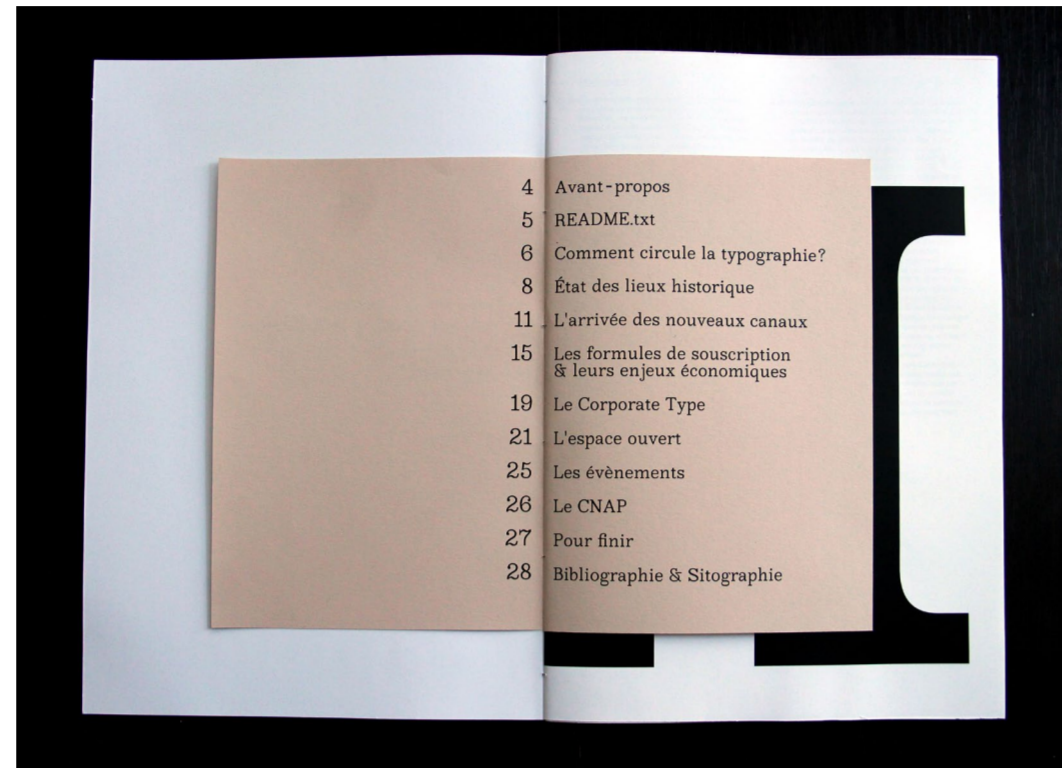 4 Avant-propos
5 README.txt
6 Comment circule la typographie?
8 État des lieux historique
11 L'arrivée des nouveaux canaux
15 Les formules de souscription
& leurs enjeux économiques
19 Le Corporate Type
21 L'espace ouvert
25 Les évènements
26 Le CNAP
27 Pour finir
28 Bibliographie & Sitographie